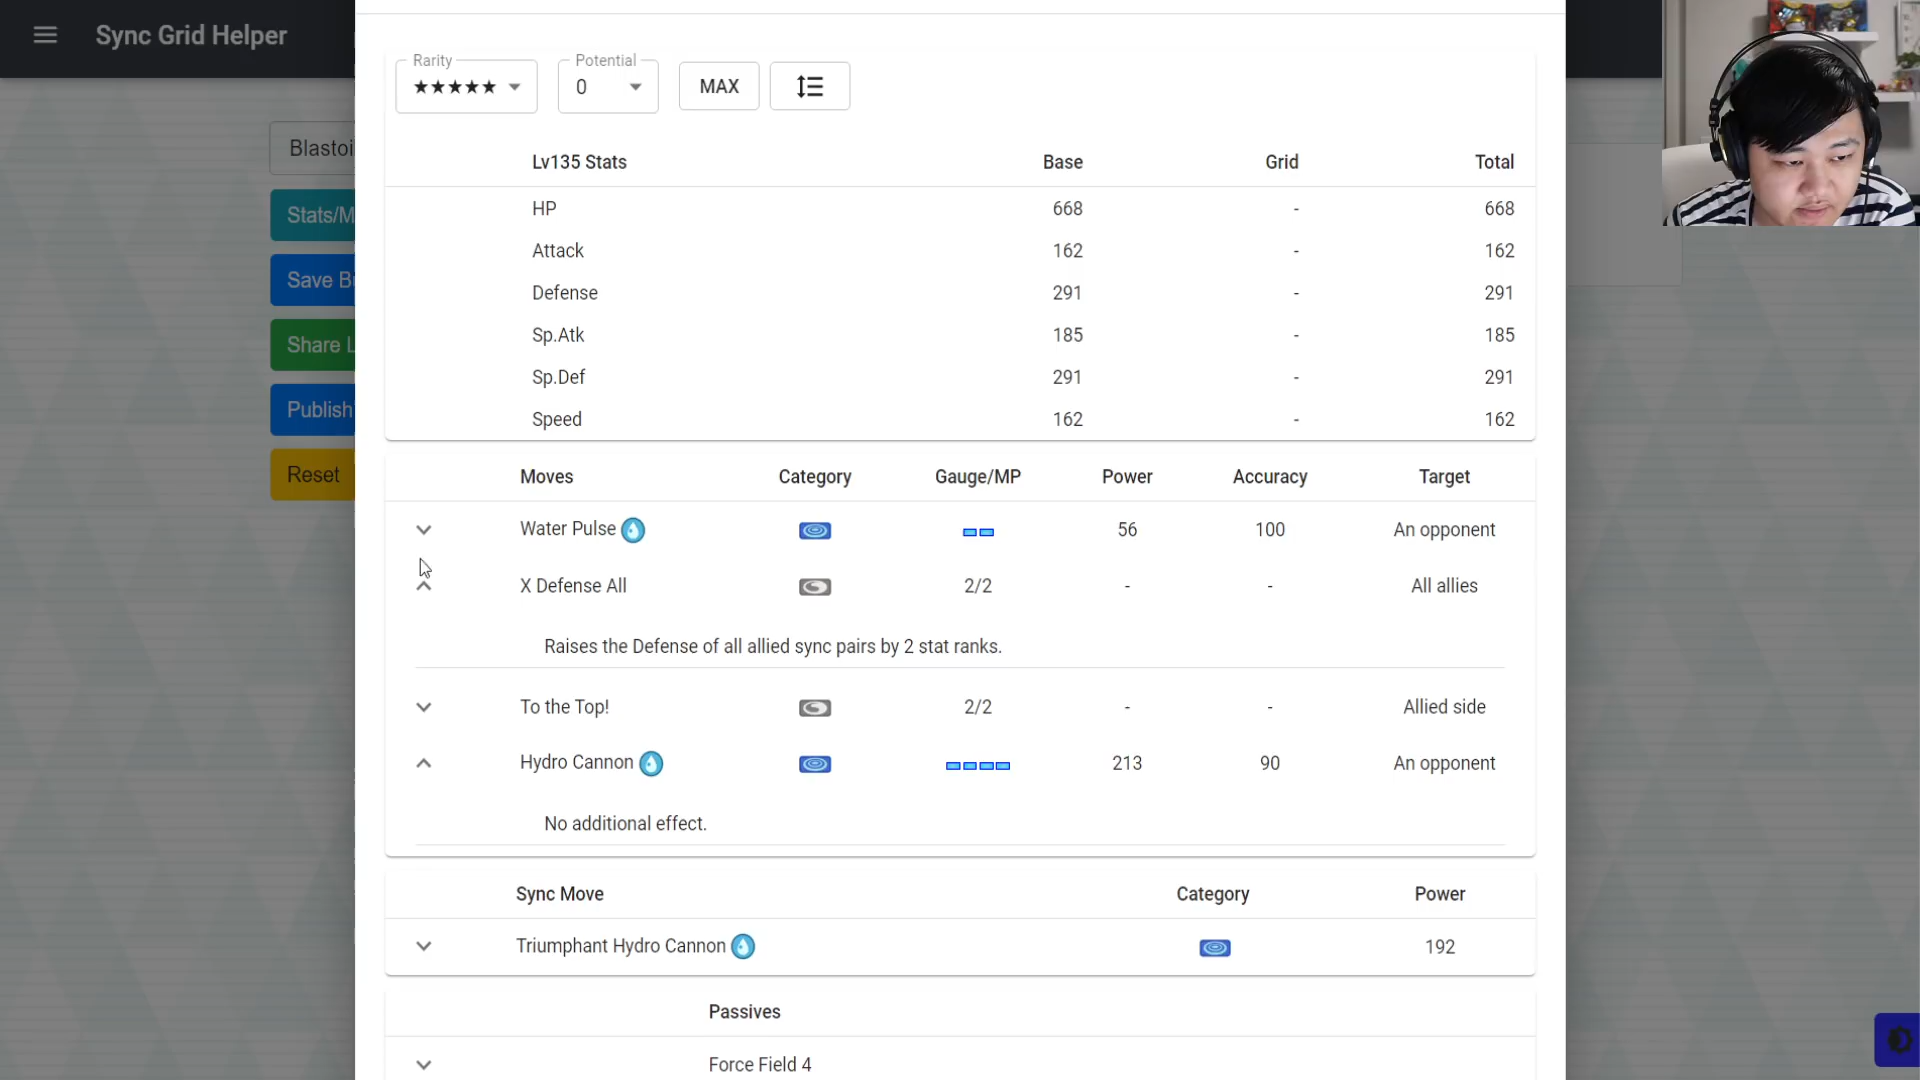 Sync Grid Helper
Blastoi
Stats/M
Save B
Share L
Publish
Reset
Rarity
★★★★★
Potential
0
MAX
Lv135 Stats Base Grid Total
HP 668 - 668
Attack 162 - 162
Defense 291 - 291
Sp.Atk 185 - 185
Sp.Def 291 - 291
Speed 162 - 162
Moves Category Gauge/MP Power Accuracy Target
Water Pulse 56 100 An opponent
X Defense All 2/2 - - All allies
Raises the Defense of all allied sync pairs by 2 stat ranks.
To the Top! 2/2 - - Allied side
Hydro Cannon 213 90 An opponent
No additional effect.
Sync Move Category Power
Triumphant Hydro Cannon 192
Passives
Force Field 4